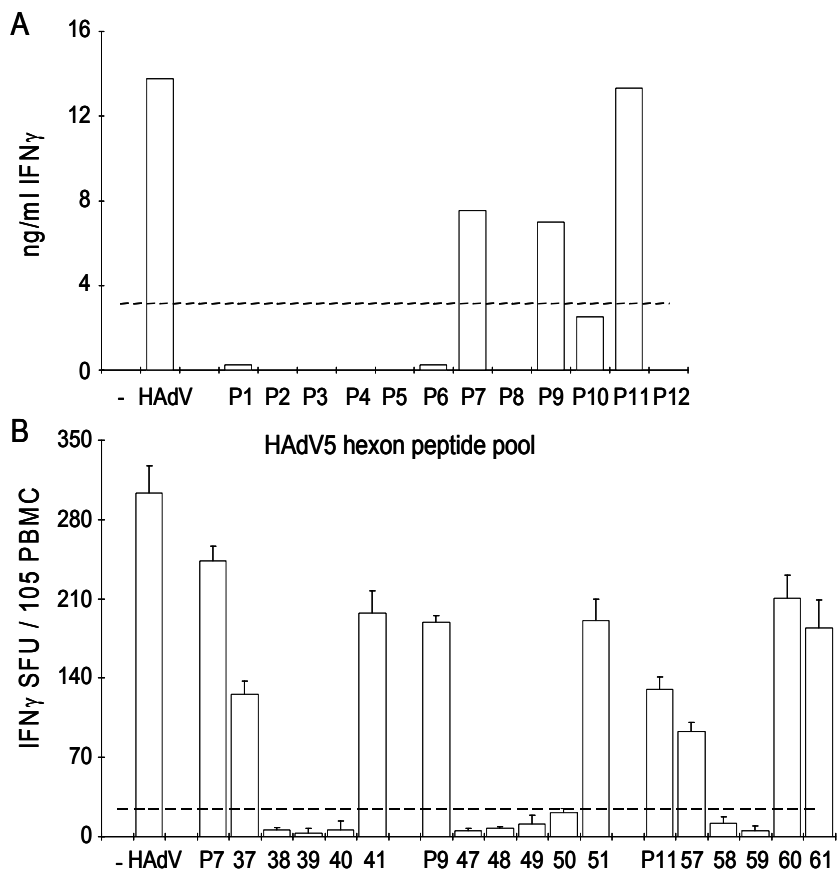 A
16
12
8
4
0
ng/ml IFNγ
- HAdV P1 P2 P3 P4 P5 P6 P7 P8 P9 P10 P11 P12
B
HAdV5 hexon peptide pool
350
280
210
140
70
0
IFNγ SFU / 105 PBMC
- HAdV P7 37 38 39 40 41 P9 47 48 49 50 51 P11 57 58 59 60 61